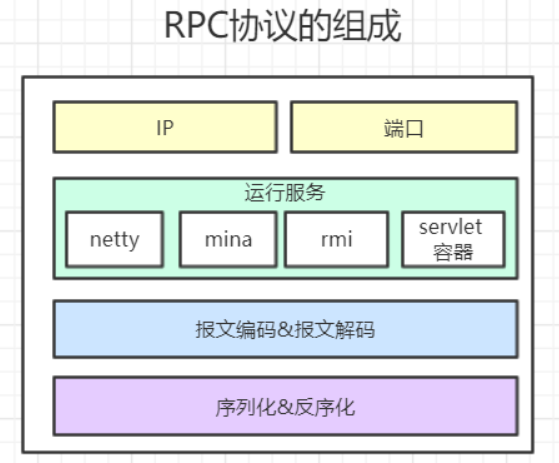 RPC协议的组成
IP
端口
运行服务
netty
mina
rmi
servlet
容器
报文编码&报文解码
序列化&反序化